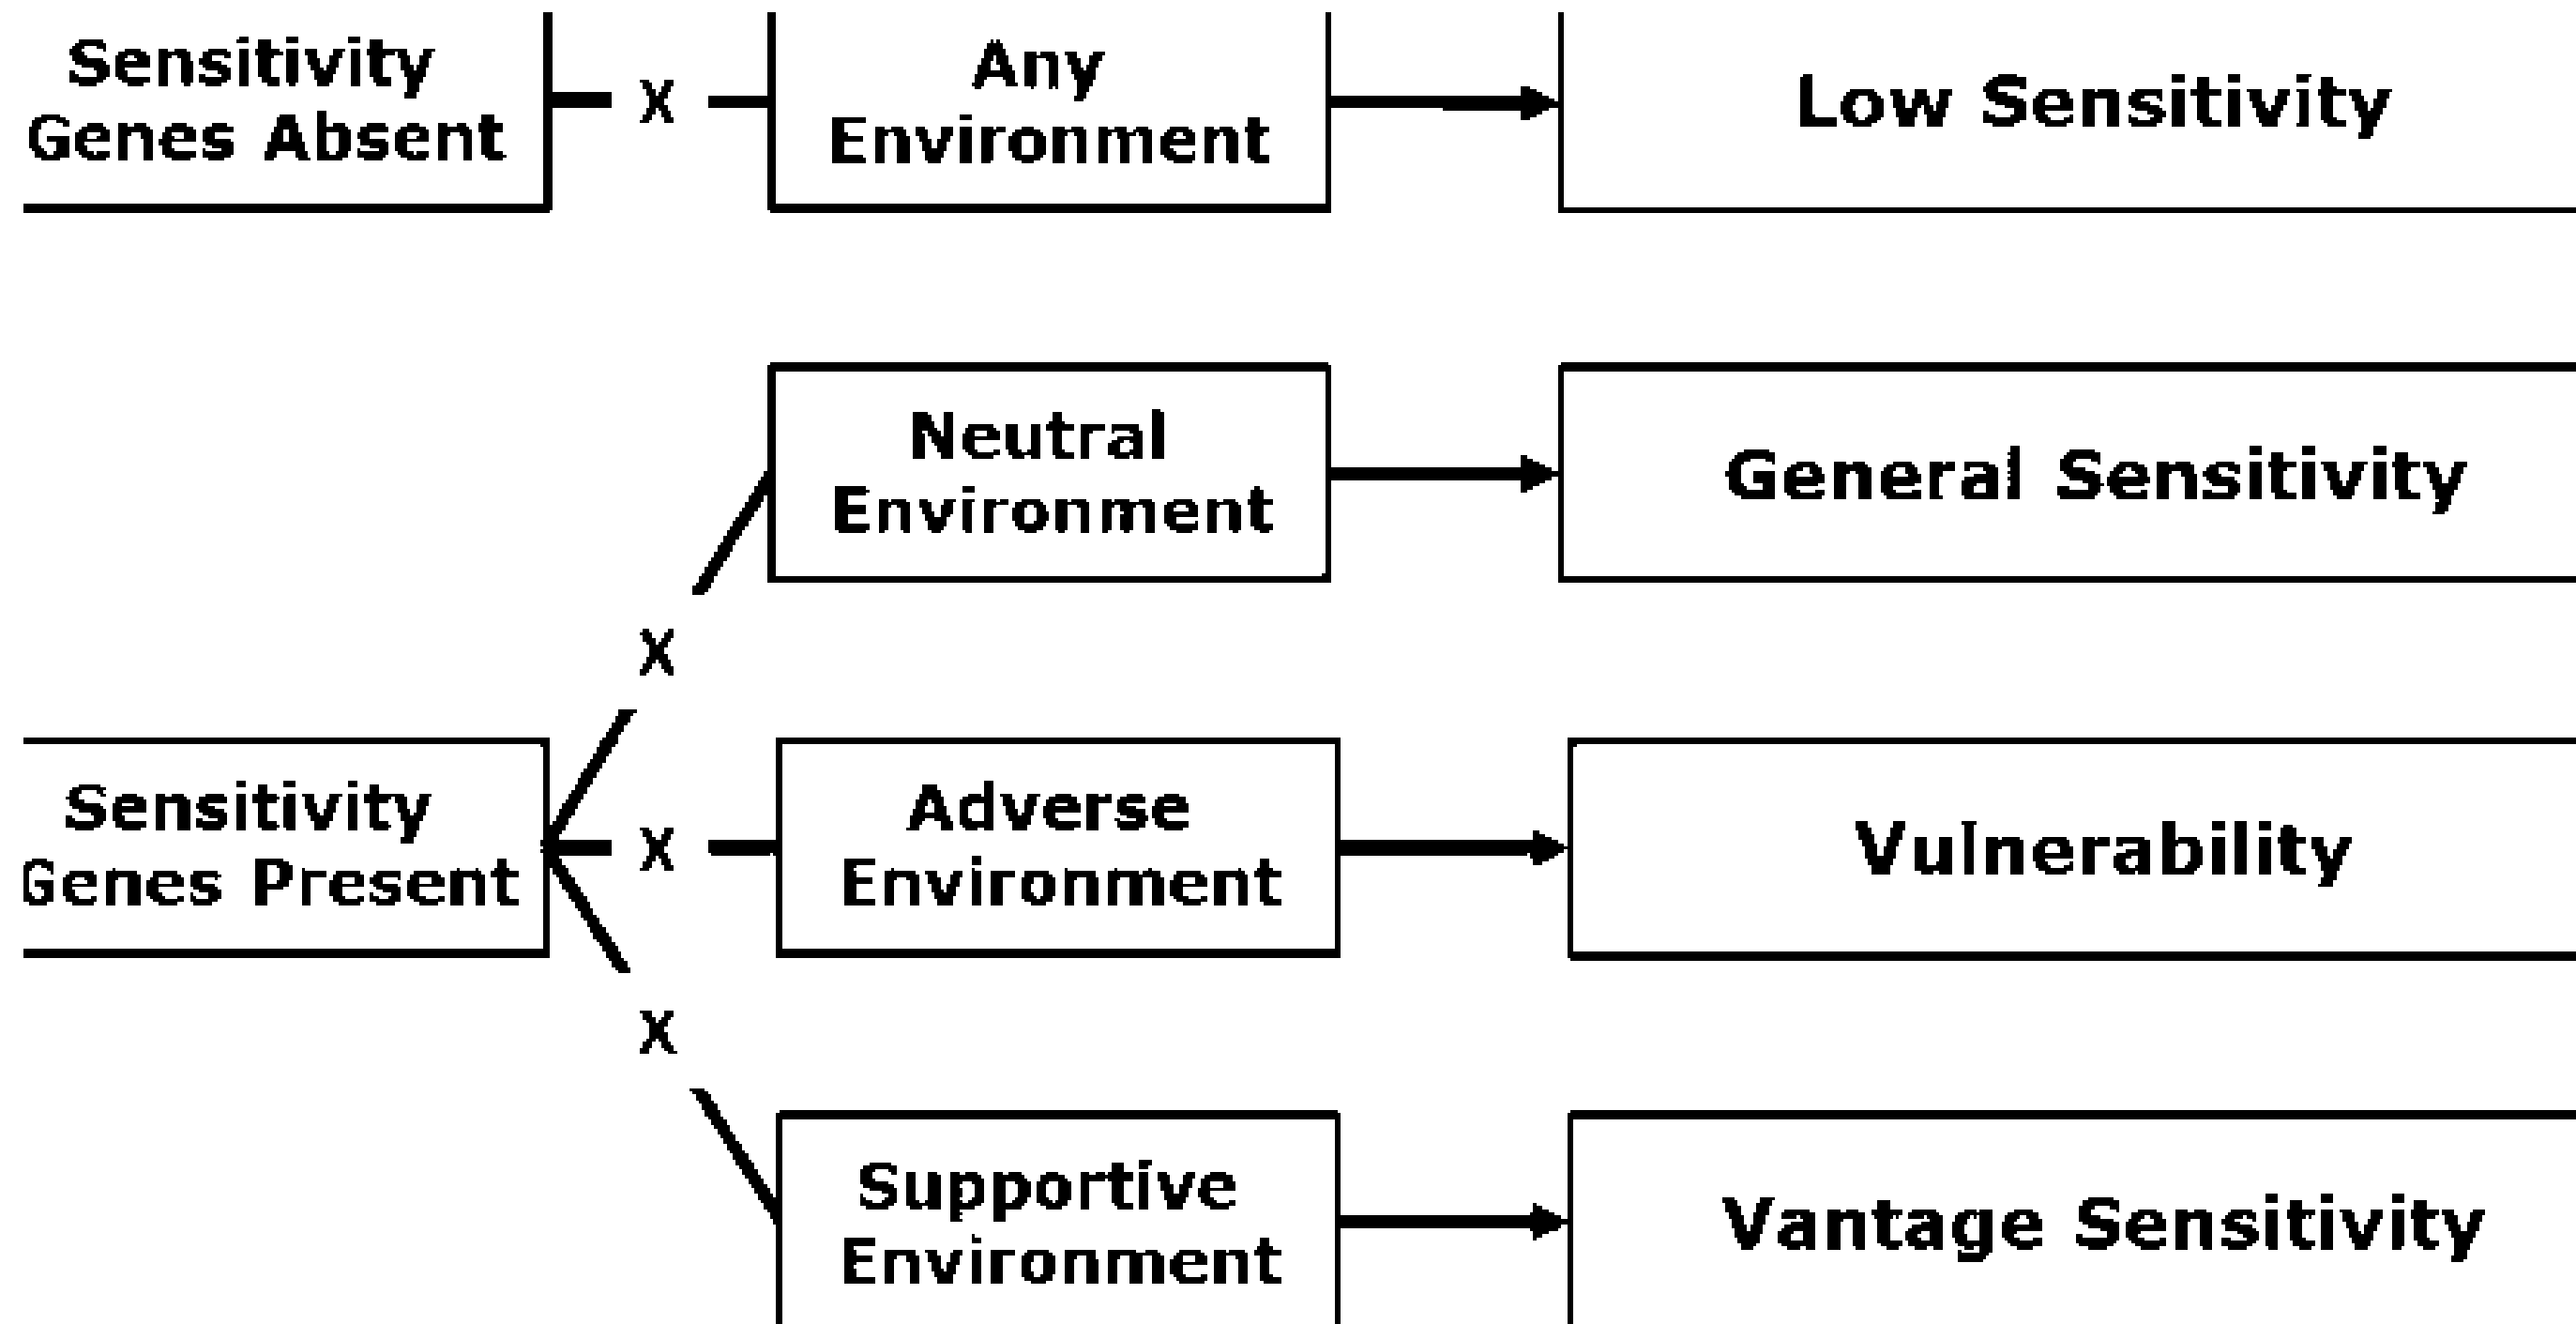 Sensitivity
Genes Absent
X
Any
Environment
Low Sensitivity
Neutral
Environment
General Sensitivity
X
Sensitivity
Genes Present
X
Adverse
Environment
Vulnerability
X
Supportive
Environment
Vantage Sensitivity